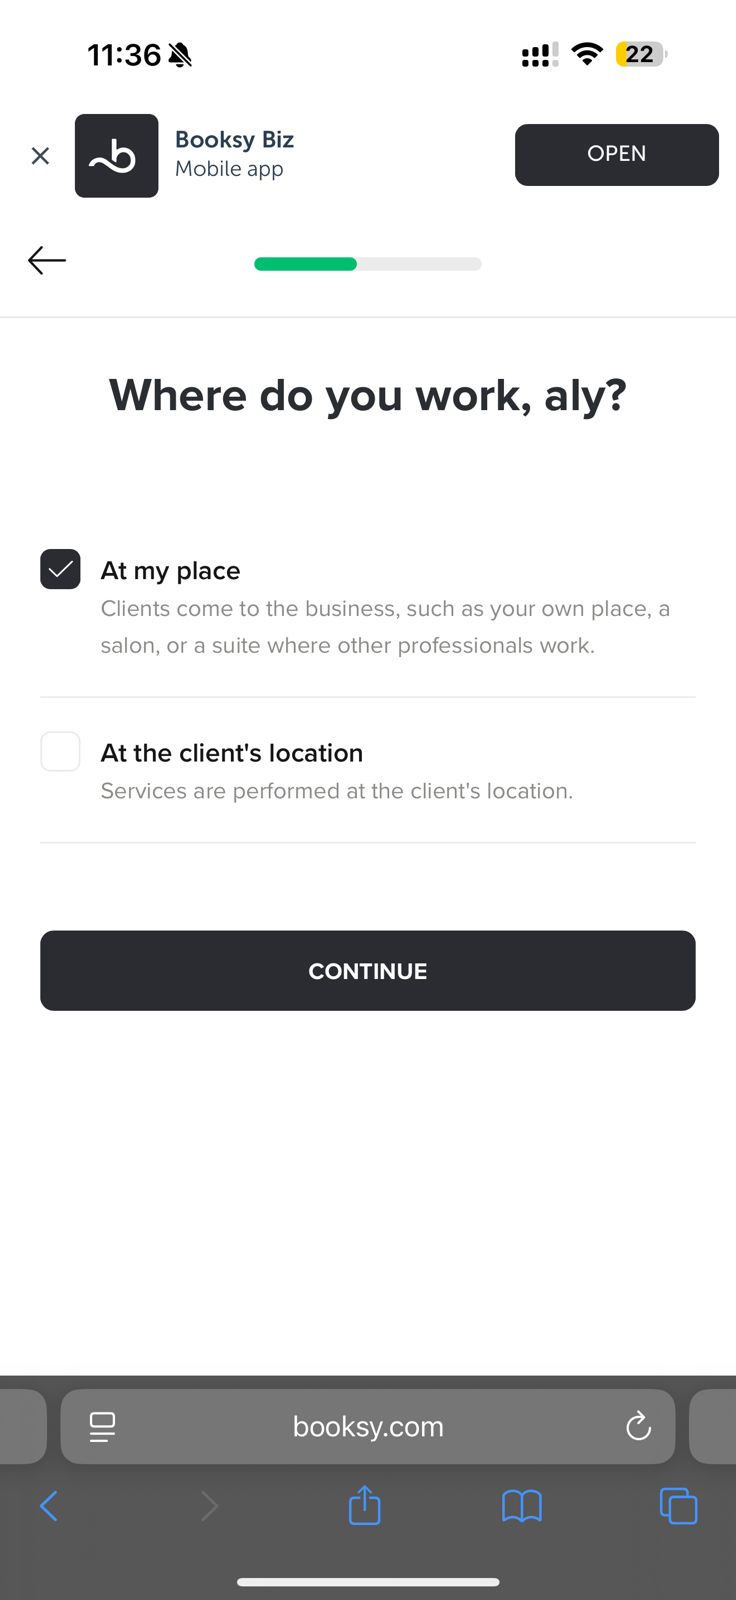 11:36
22
Booksy Biz
Mobile app
OPEN
Where do you work, aly?
At my place
Clients come to the business, such as your own place, a
salon, or a suite where other professionals work.
At the client's location
Services are performed at the client's location.
CONTINUE
booksy.com